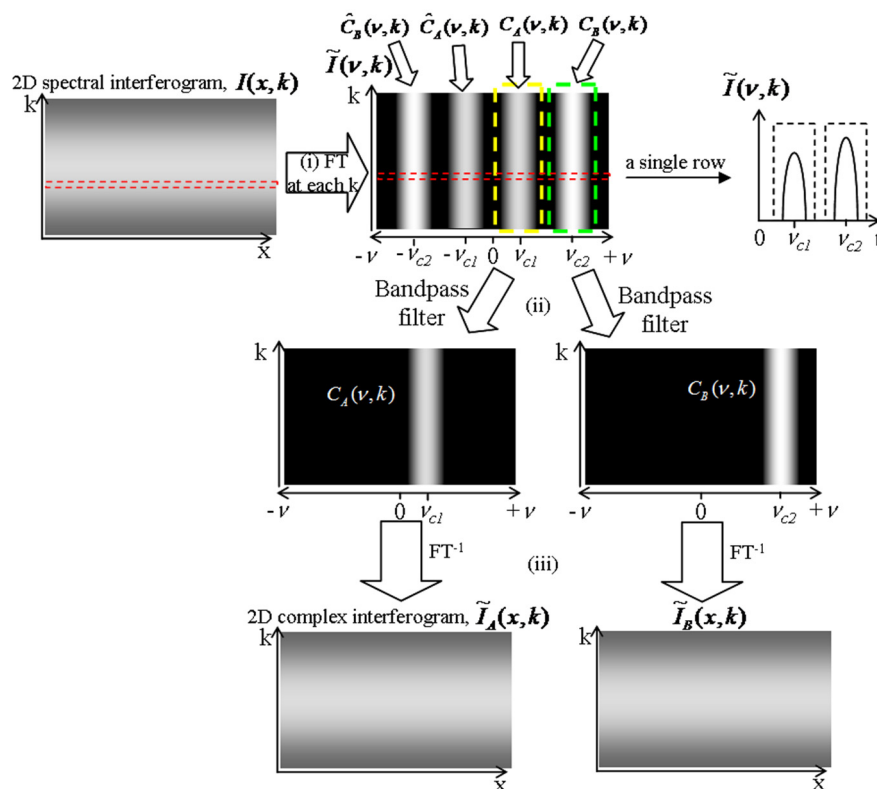 Ĉ_B(ν,k) Ĉ_A(ν,k) C_A(ν,k) C_B(ν,k)
2D spectral interferogram, I(x,k)
Ĩ(ν,k)
Ĩ(ν,k)
k
k
(i) FT
at each k
a single row
x
-ν -ν_c2 -ν_c1 0 ν_c1 ν_c2 +ν
0 ν_c1 ν_c2
Bandpass
filter
(ii)
Bandpass
filter
k
k
C_A(ν,k)
C_B(ν,k)
-ν 0 ν_c1 +ν
-ν 0 ν_c2 +ν
FT⁻¹
(iii)
FT⁻¹
2D complex interferogram, Ĩ_A(x,k)
Ĩ_B(x,k)
k
k
x
x